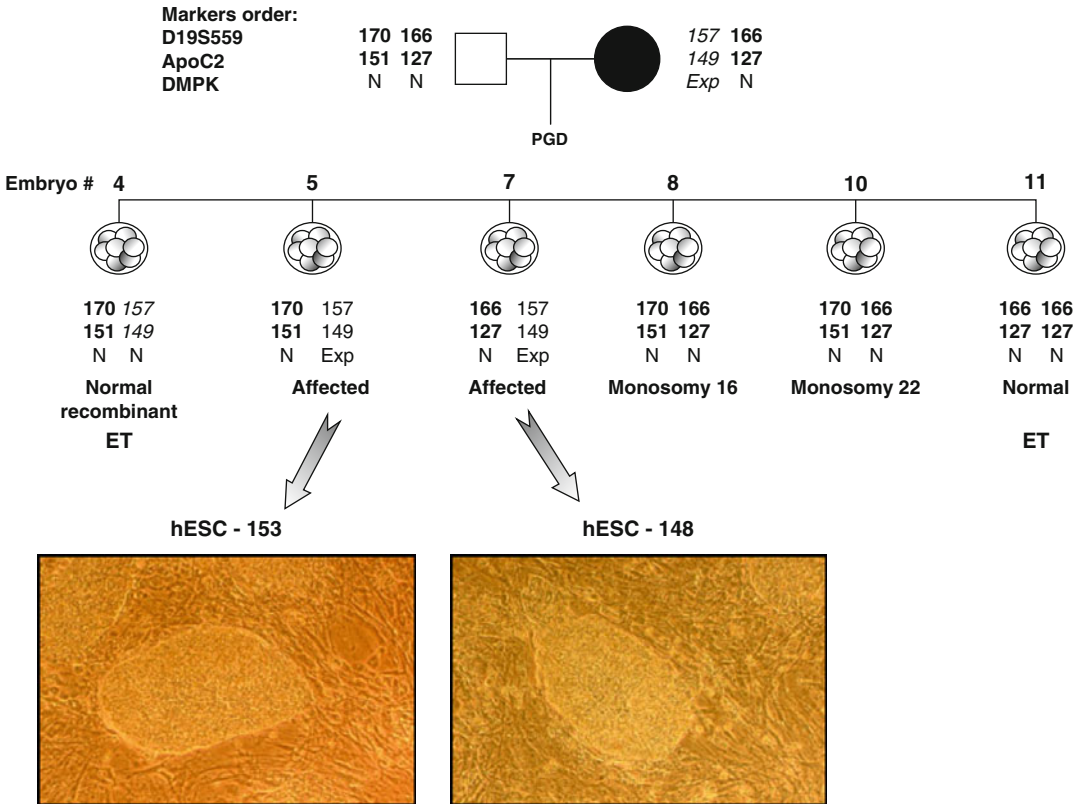 Markers order:
D19S559 170 166 157 166
ApoC2 151 127 149 127
DMPK N N Exp N
PGD
Embryo # 4 5 7 8 10 11
170 157 170 157 166 157 170 166 170 166 166 166
151 149 151 149 127 149 151 127 151 127 127 127
N N N Exp N Exp N N N N N N
Normal Affected Affected Monosomy 16 Monosomy 22 Normal
recombinant
ET ET
hESC - 153 hESC - 148